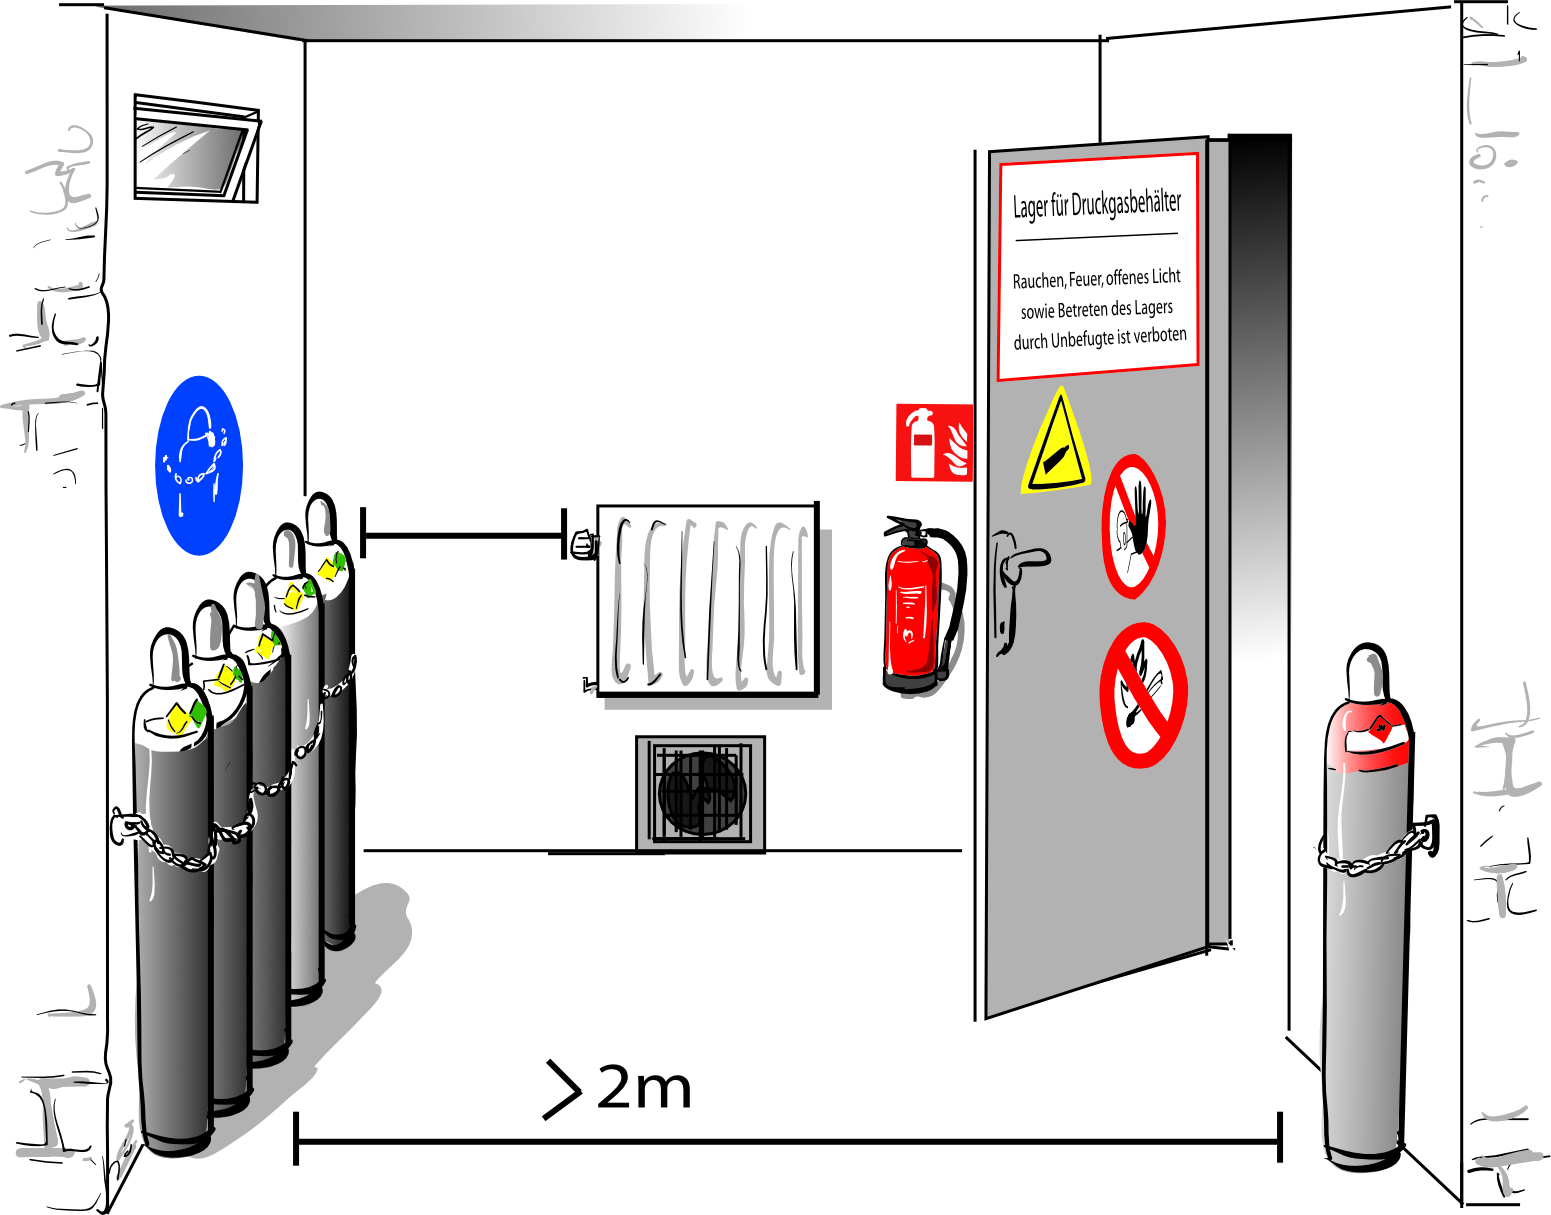 Lager für Druckgasbehälter
Rauchen, Feuer, offenes Licht
sowie Betreten des Lagers
durch Unbefugte ist verboten
> 2m